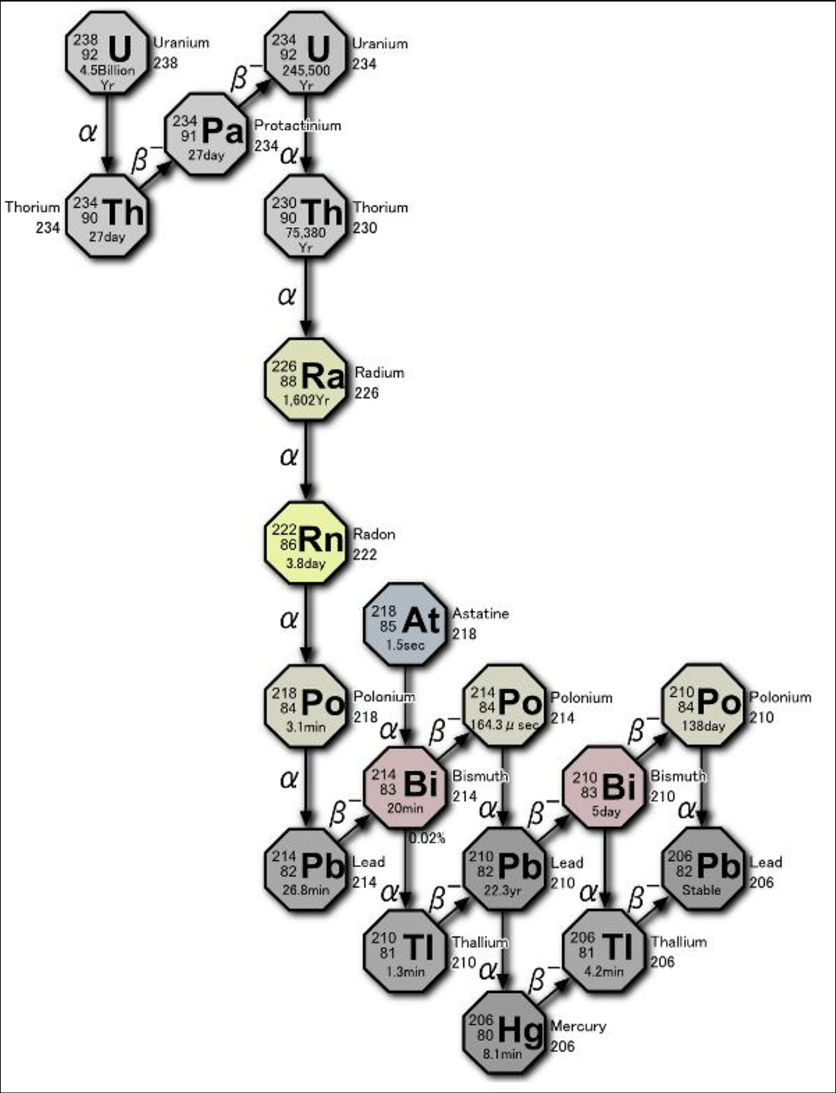 238
92 U
4.5Billion
Yr
Uranium
238
234
92 U
245,500
Yr
Uranium
234
β−
α
234
91 Pa
27day
Protactinium
234
α
β−
Thorium
234
234
90 Th
27day
230
90 Th
75,380
Yr
Thorium
230
α
226
88 Ra
1,602Yr
Radium
226
α
222
86 Rn
3.8day
Radon
222
α
218
85 At
1.5sec
Astatine
218
218
84 Po
3.1min
Polonium
218
α
β−
214
84 Po
164.3 μ sec
Polonium
214
β−
210
84 Po
138day
Polonium
210
α
β−
214
83 Bi
20min
Bismuth
214
α
β−
210
83 Bi
5day
Bismuth
210
α
0.02%
214
82 Pb
26.8min
Lead
214
α
β−
210
82 Pb
22.3yr
Lead
210
α
β−
206
82 Pb
Stable
Lead
206
210
81 Tl
1.3min
Thallium
210
α
β−
206
81 Tl
4.2min
Thallium
206
206
80 Hg
8.1min
Mercury
206